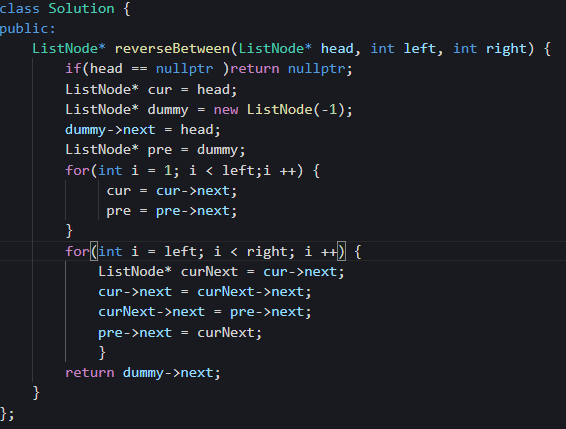 class Solution {
public:
    ListNode* reverseBetween(ListNode* head, int left, int right) {
        if(head == nullptr )return nullptr;
        ListNode* cur = head;
        ListNode* dummy = new ListNode(-1);
        dummy->next = head;
        ListNode* pre = dummy;
        for(int i = 1; i < left;i ++) {
             cur = cur->next;
             pre = pre->next;
        }
        for(int i = left; i < right; i ++) {
            ListNode* curNext = cur->next;
            cur->next = curNext->next;
            curNext->next = pre->next;
            pre->next = curNext;
            }
        return dummy->next;
    }
};